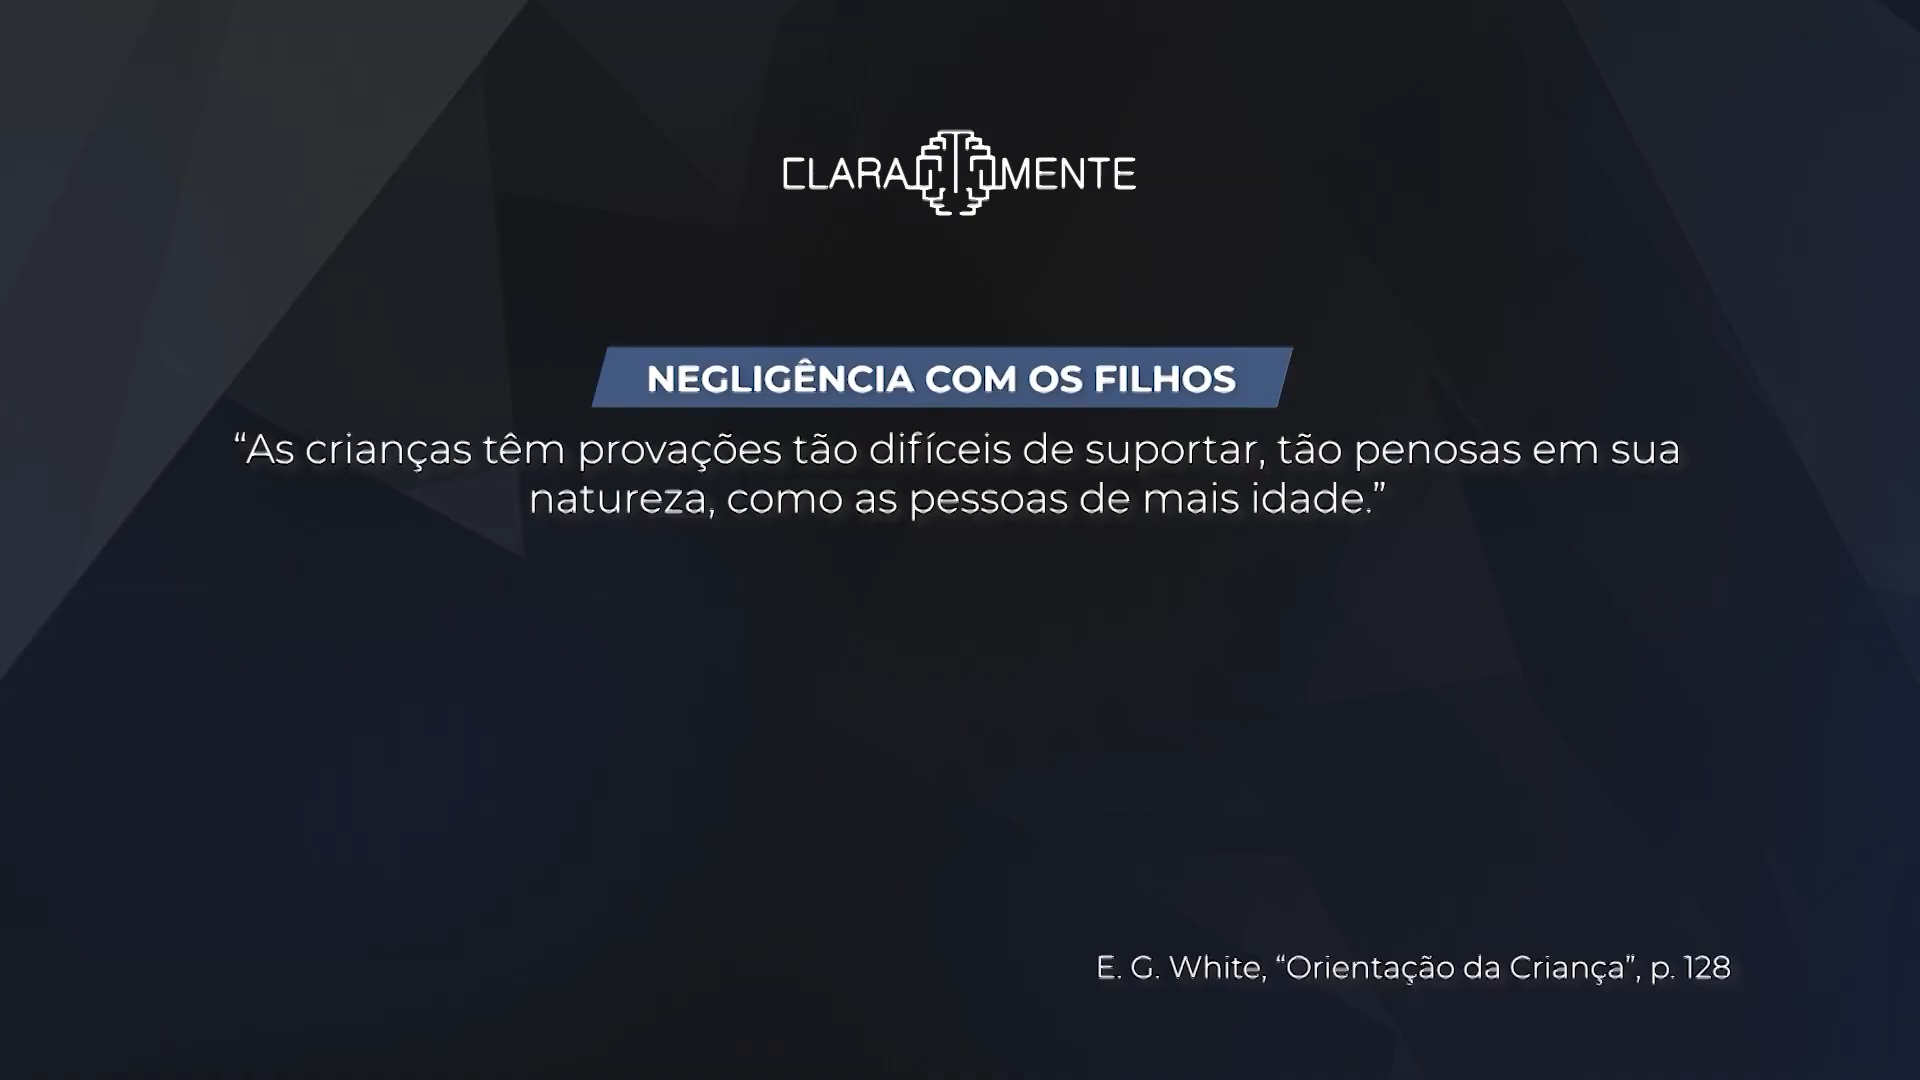 CLARAMENTE
NEGLIGÊNCIA COM OS FILHOS
“As crianças têm provações tão difíceis de suportar, tão penosas em sua
natureza, como as pessoas de mais idade.”
E. G. White, “Orientação da Criança”, p. 128